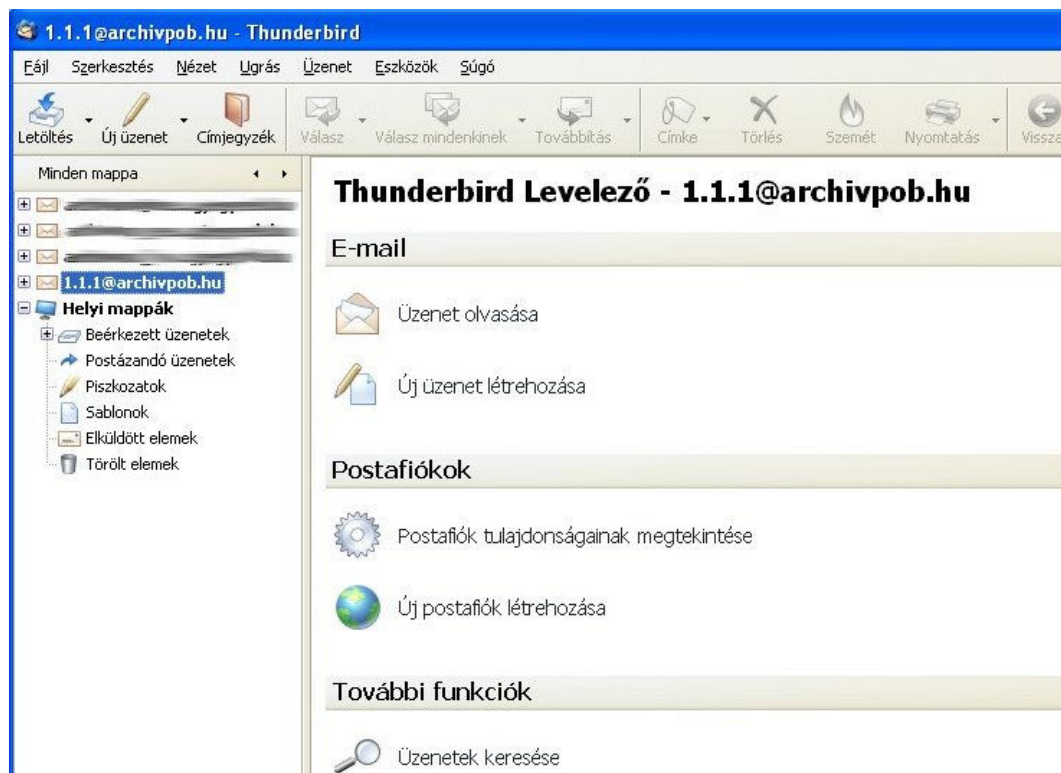 1.1.1@archivpob.hu - Thunderbird
Fájl Szerkesztés Nézet Ugrás Üzenet Eszközök Súgó
Letöltés Új üzenet Címjegyzék Válasz Válasz mindenkinek Továbbítás Címke Törlés Szemét Nyomtatás Vissza
Minden mappa
1.1.1@archivpob.hu
Helyi mappák
Beérkezett üzenetek
Postázandó üzenetek
Piszkozatok
Sablonok
Elküldött elemek
Törölt elemek
Thunderbird Levelező - 1.1.1@archivpob.hu
E-mail
Üzenet olvasása
Új üzenet létrehozása
Postafiókok
Postafiók tulajdonságainak megtekintése
Új postafiók létrehozása
További funkciók
Üzenetek keresése